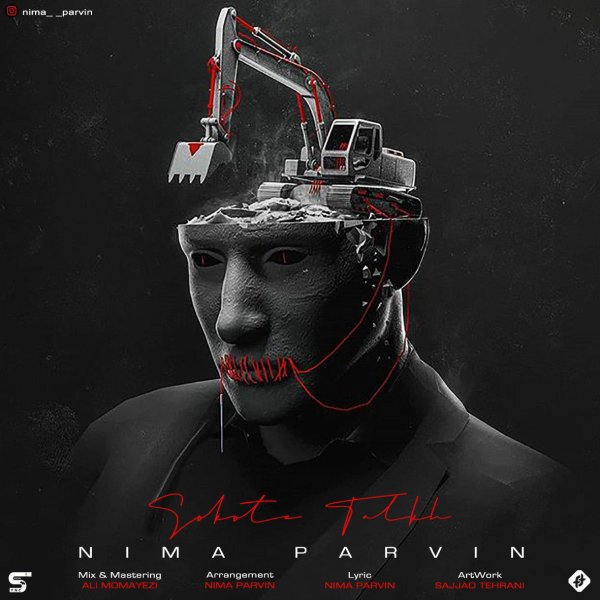 nima_ _parvin
Sokote Talkh
NIMA PARVIN
Mix & Mastering
ALI MOMAYEZI
Arrangement
NIMA PARVIN
Lyric
NIMA PARVIN
ArtWork
SAJJAD TEHRANI